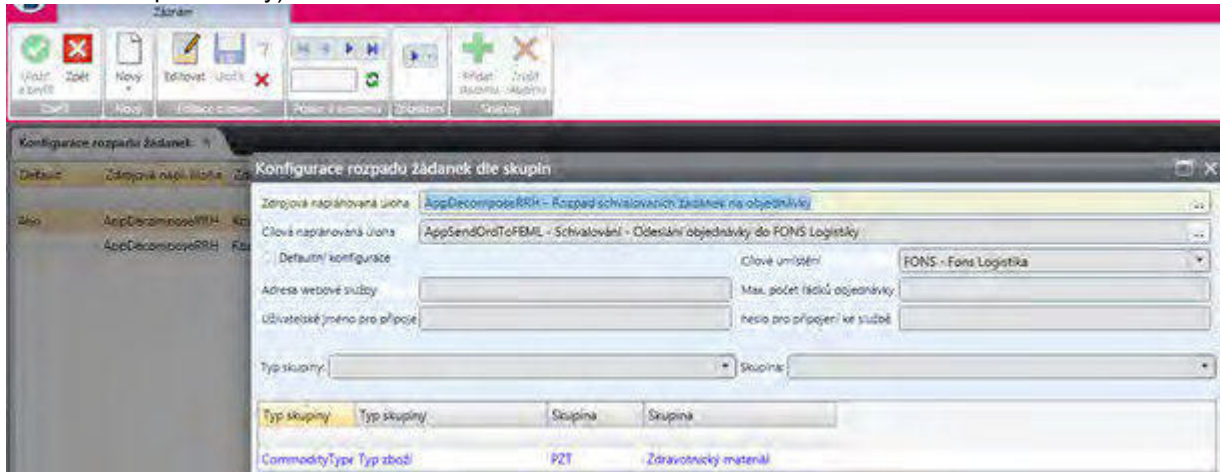 Záznam
Uložit a zavřít
Zpět
Nový
Editovat
Uložit
Přidat skupinu
Zrušit skupinu
Zavřít
Nový
Editace záznamu
Skupiny
Konfigurace rozpadu žádanek
Default
Zdrojová napl. úloha
Konfigurace rozpadu žádanek dle skupin
Zdrojová naplánovaná úloha
AppDecomposeRRH - Rozpad schvalovacích žádanek na objednávky
Ano
AppDecomposeRRH
Cílová naplánovaná úloha
AppSendOrdToFEML - Schvalování - Odeslání objednávky do FONS Logistiky
AppDecomposeRRH
Defaultní konfigurace
Cílové umístění
FONS - Fons Logistika
Adresa webové služby
Max. počet řádků objednávky
Uživatelské jméno pro připoje
heslo pro připojení ke službě
Typ skupiny:
Skupina:
Typ skupiny
Typ skupiny
Skupina
Skupina
CommodityType
Typ zboží
PZT
Zdravotnický materiál